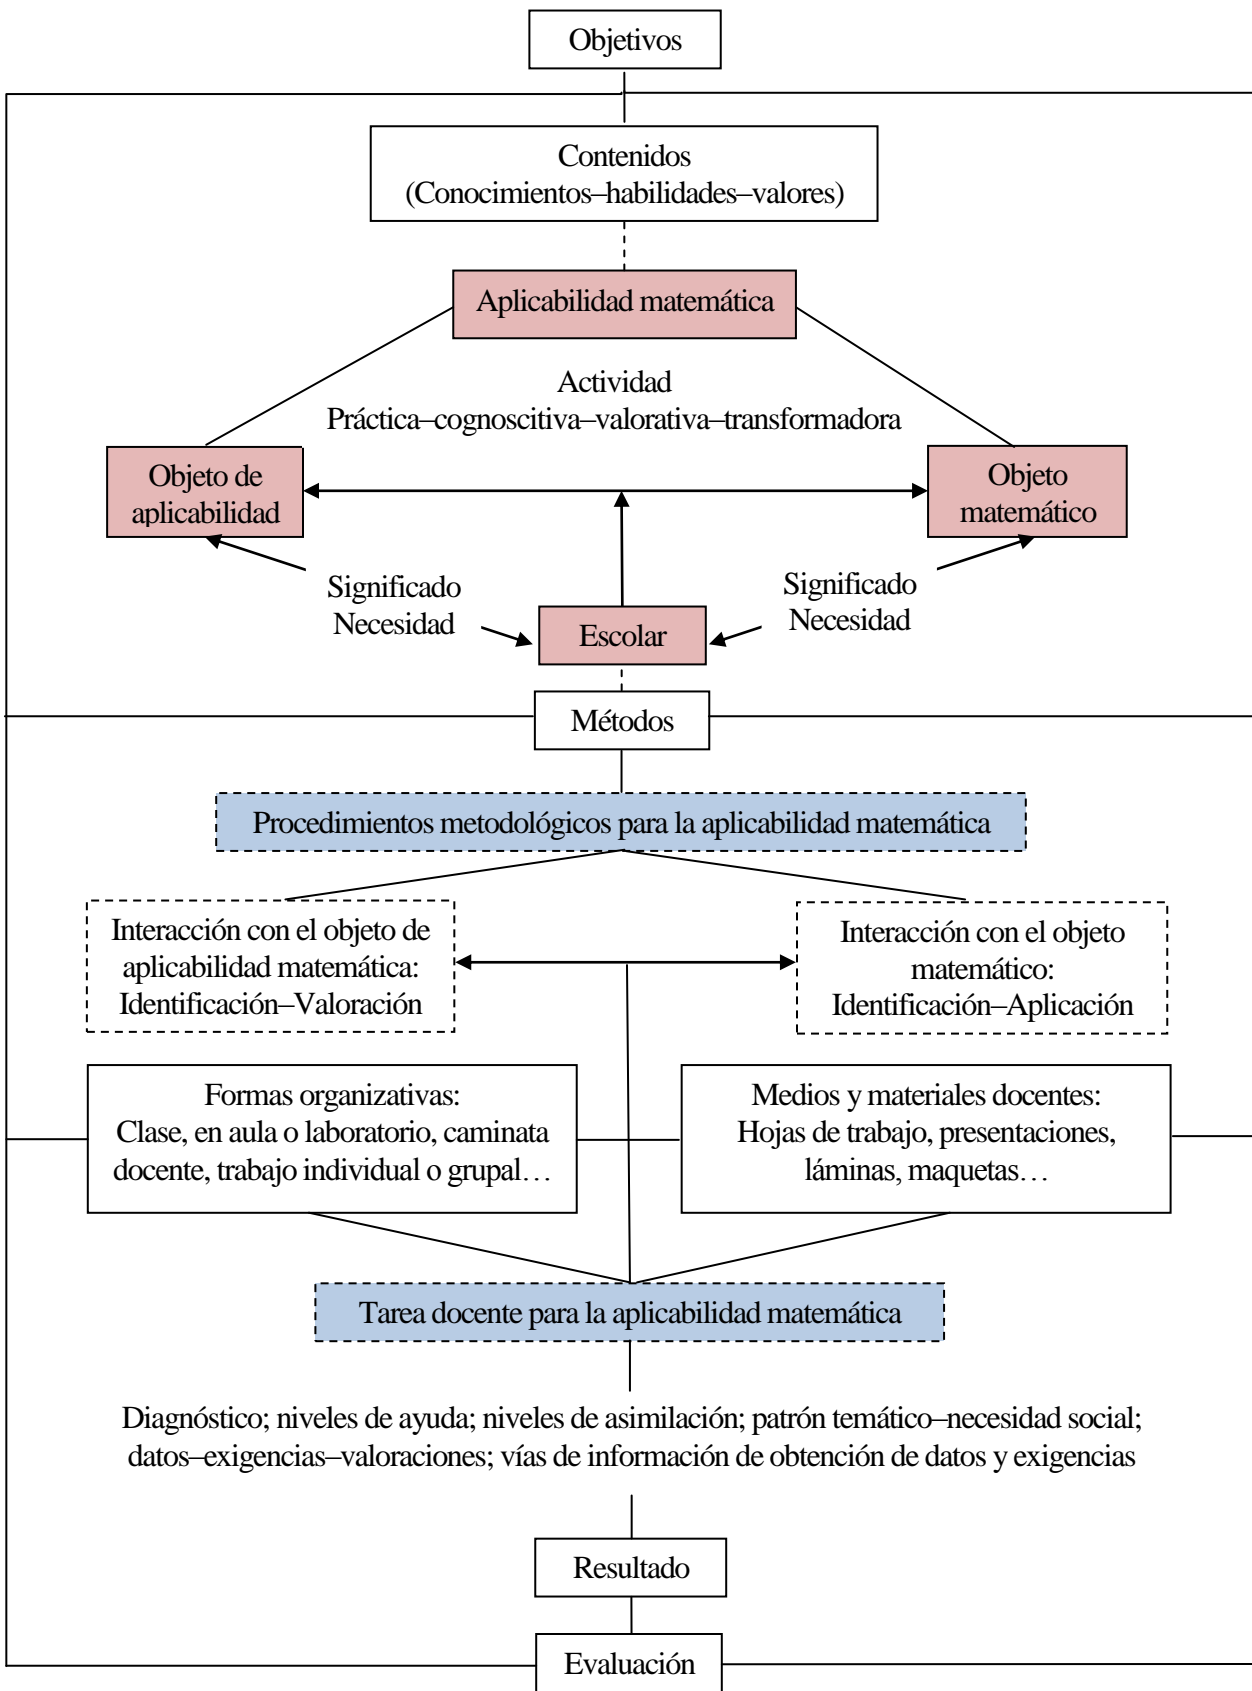 Objetivos
Contenidos
(Conocimientos–habilidades–valores)
Aplicabilidad matemática
Actividad
Práctica–cognoscitiva–valorativa–transformadora
Objeto de
aplicabilidad
Objeto
matemático
Significado
Necesidad
Significado
Necesidad
Escolar
Métodos
Procedimientos metodológicos para la aplicabilidad matemática
Interacción con el objeto de
aplicabilidad matemática:
Identificación–Valoración
Interacción con el objeto
matemático:
Identificación–Aplicación
Formas organizativas:
Clase, en aula o laboratorio, caminata
docente, trabajo individual o grupal…
Medios y materiales docentes:
Hojas de trabajo, presentaciones,
láminas, maquetas…
Tarea docente para la aplicabilidad matemática
Diagnóstico; niveles de ayuda; niveles de asimilación; patrón temático–necesidad social;
datos–exigencias–valoraciones; vías de información de obtención de datos y exigencias
Resultado
Evaluación